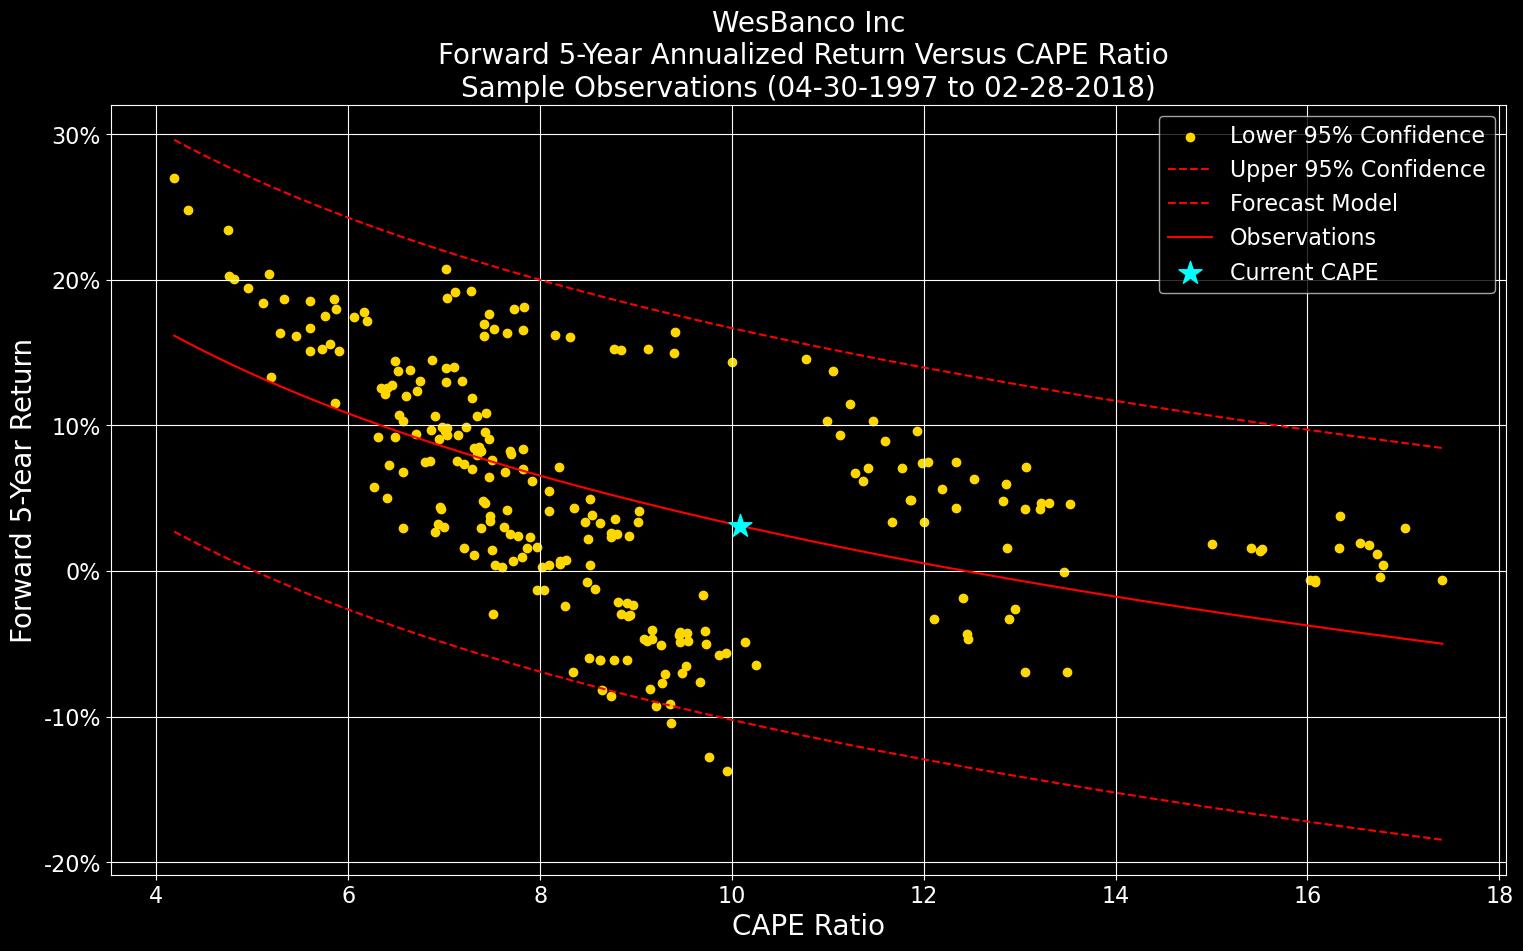 WesBanco Inc
Forward 5-Year Annualized Return Versus CAPE Ratio
Sample Observations (04-30-1997 to 02-28-2018)
Forward 5-Year Return
30%
20%
10%
0%
-10%
-20%
Lower 95% Confidence
Upper 95% Confidence
Forecast Model
Observations
Current CAPE
4 6 8 10 12 14 16 18
CAPE Ratio